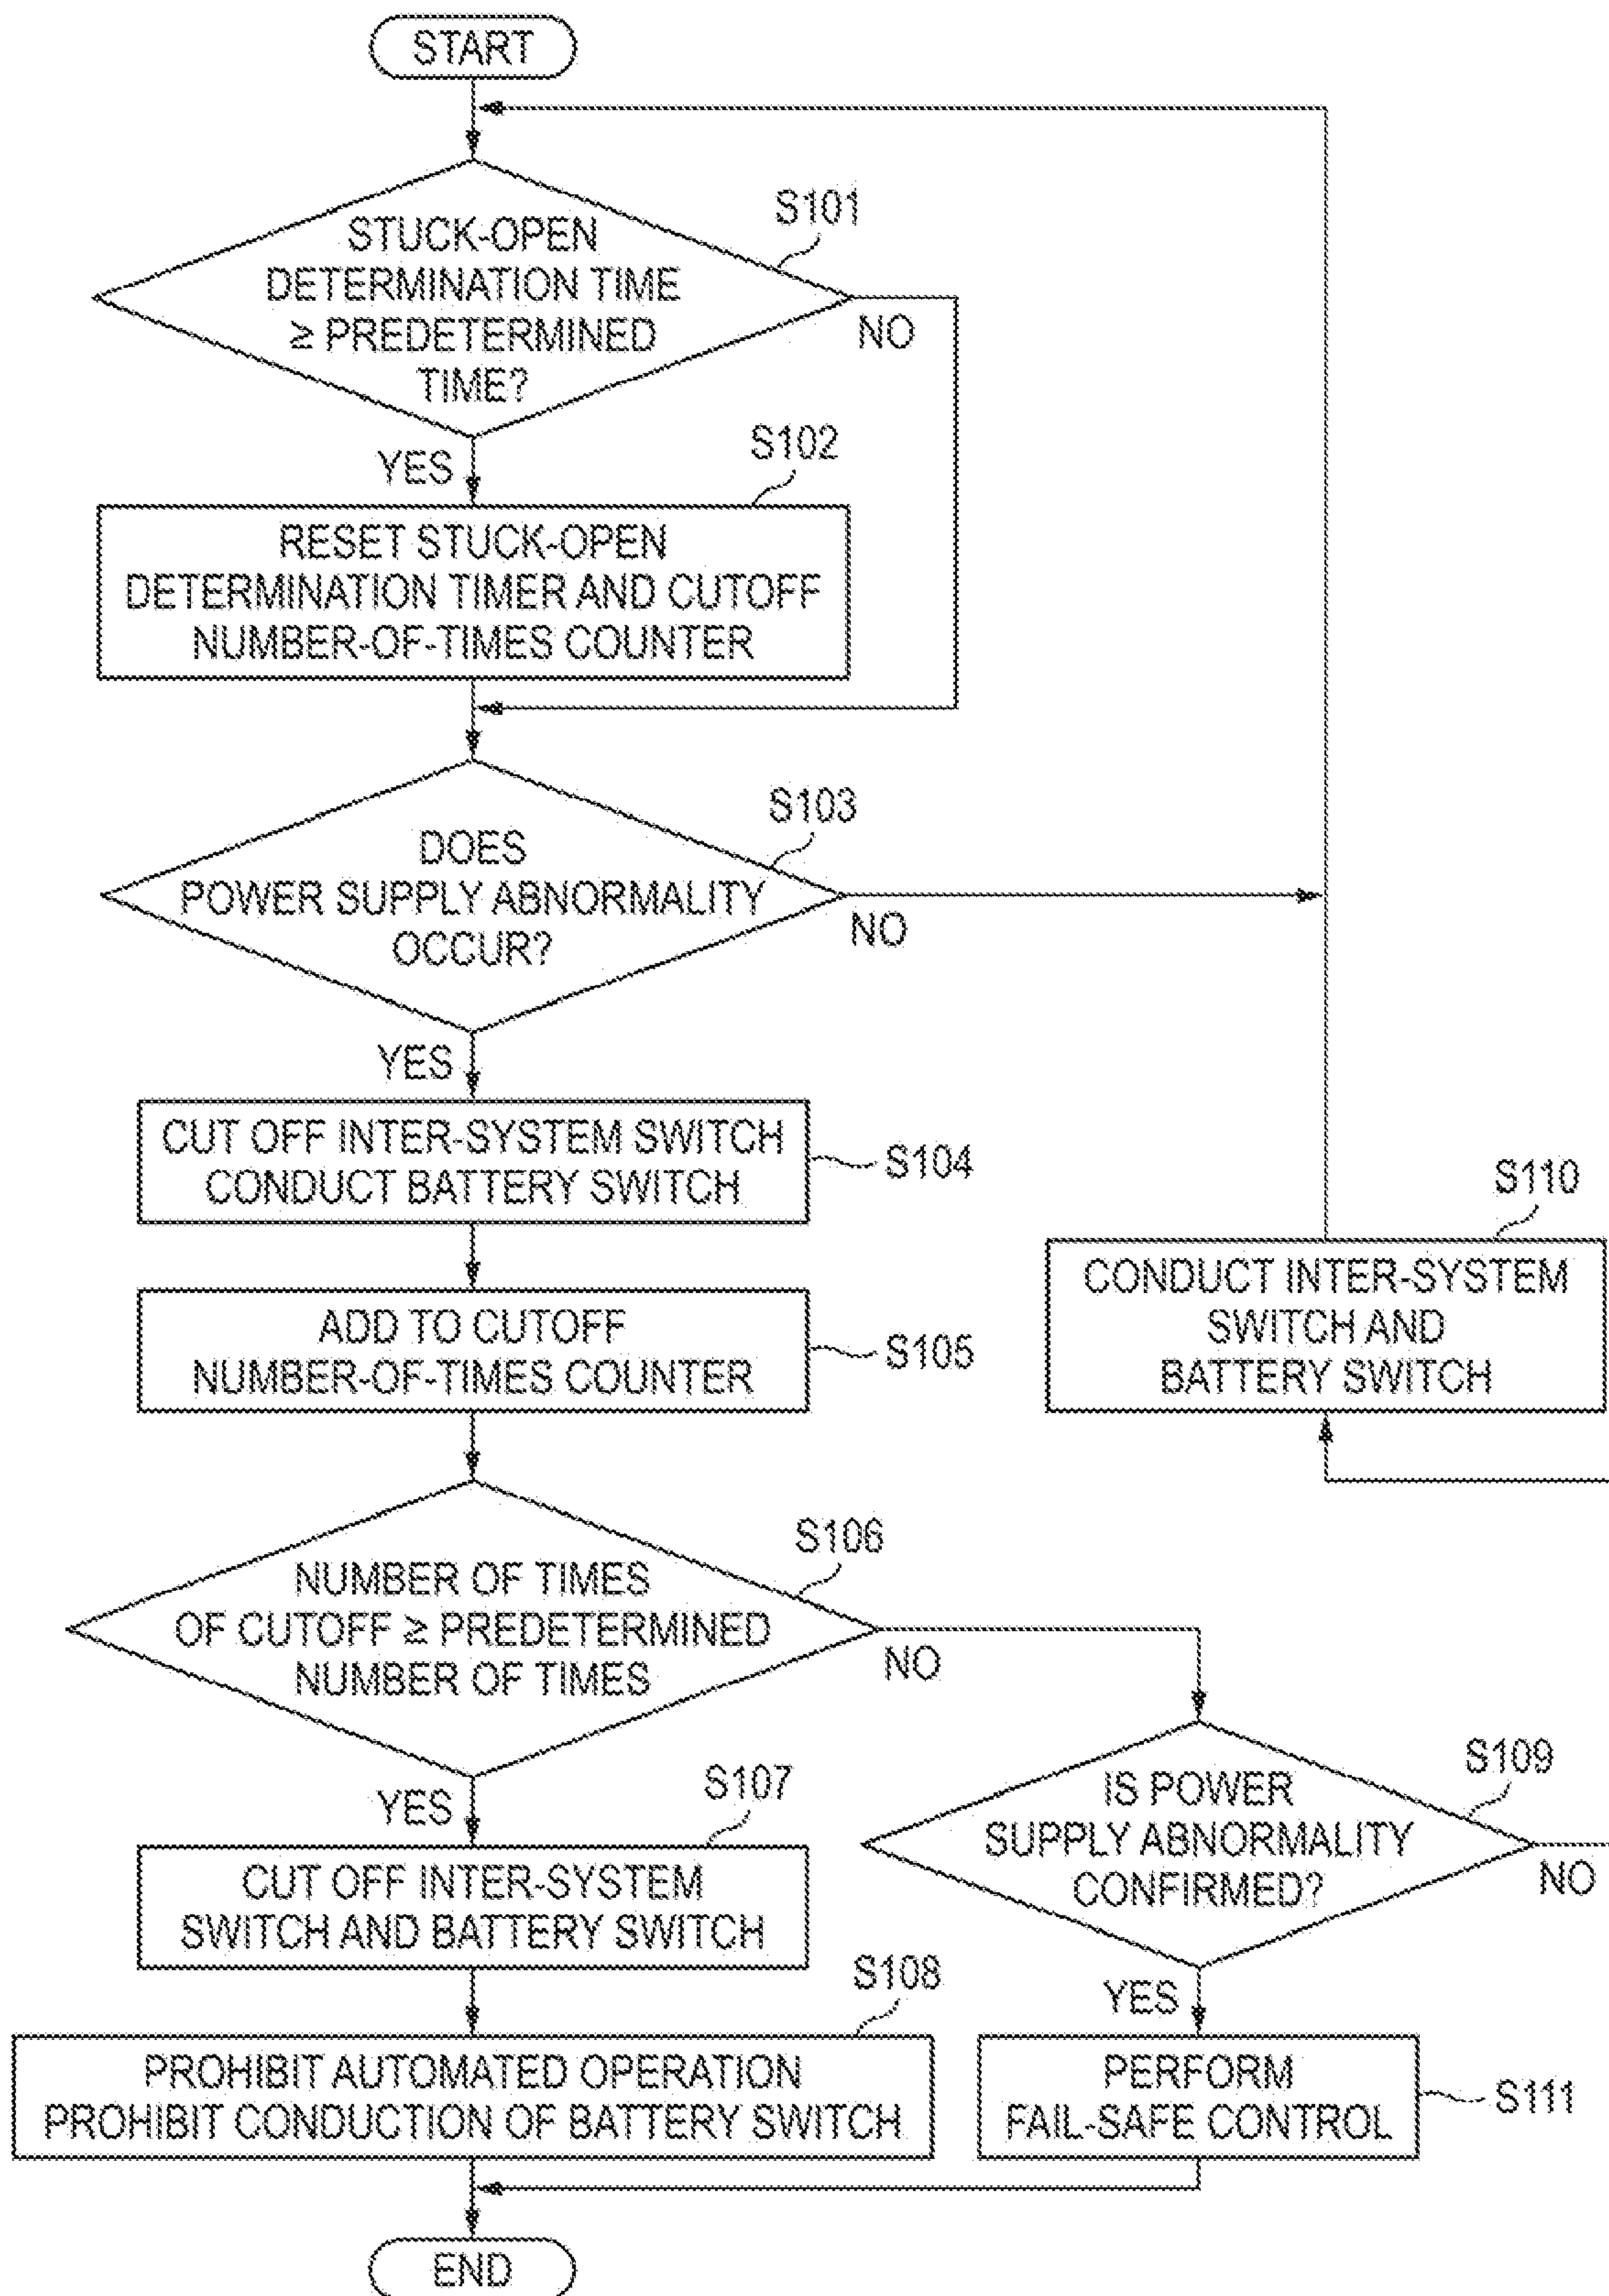 START
S101
STUCK-OPEN
DETERMINATION TIME
≥ PREDETERMINED
TIME?
NO
YES
S102
RESET STUCK-OPEN
DETERMINATION TIMER AND CUTOFF
NUMBER-OF-TIMES COUNTER
S103
DOES
POWER SUPPLY ABNORMALITY
OCCUR?
NO
YES
CUT OFF INTER-SYSTEM SWITCH
CONDUCT BATTERY SWITCH
S104
S110
CONDUCT INTER-SYSTEM
SWITCH AND
BATTERY SWITCH
ADD TO CUTOFF
NUMBER-OF-TIMES COUNTER
S105
S106
NUMBER OF TIMES
OF CUTOFF ≥ PREDETERMINED
NUMBER OF TIMES
NO
YES
S109
IS POWER
SUPPLY ABNORMALITY
CONFIRMED?
NO
YES
S107
CUT OFF INTER-SYSTEM
SWITCH AND BATTERY SWITCH
S108
PROHIBIT AUTOMATED OPERATION
PROHIBIT CONDUCTION OF BATTERY SWITCH
PERFORM
FAIL-SAFE CONTROL
S111
END